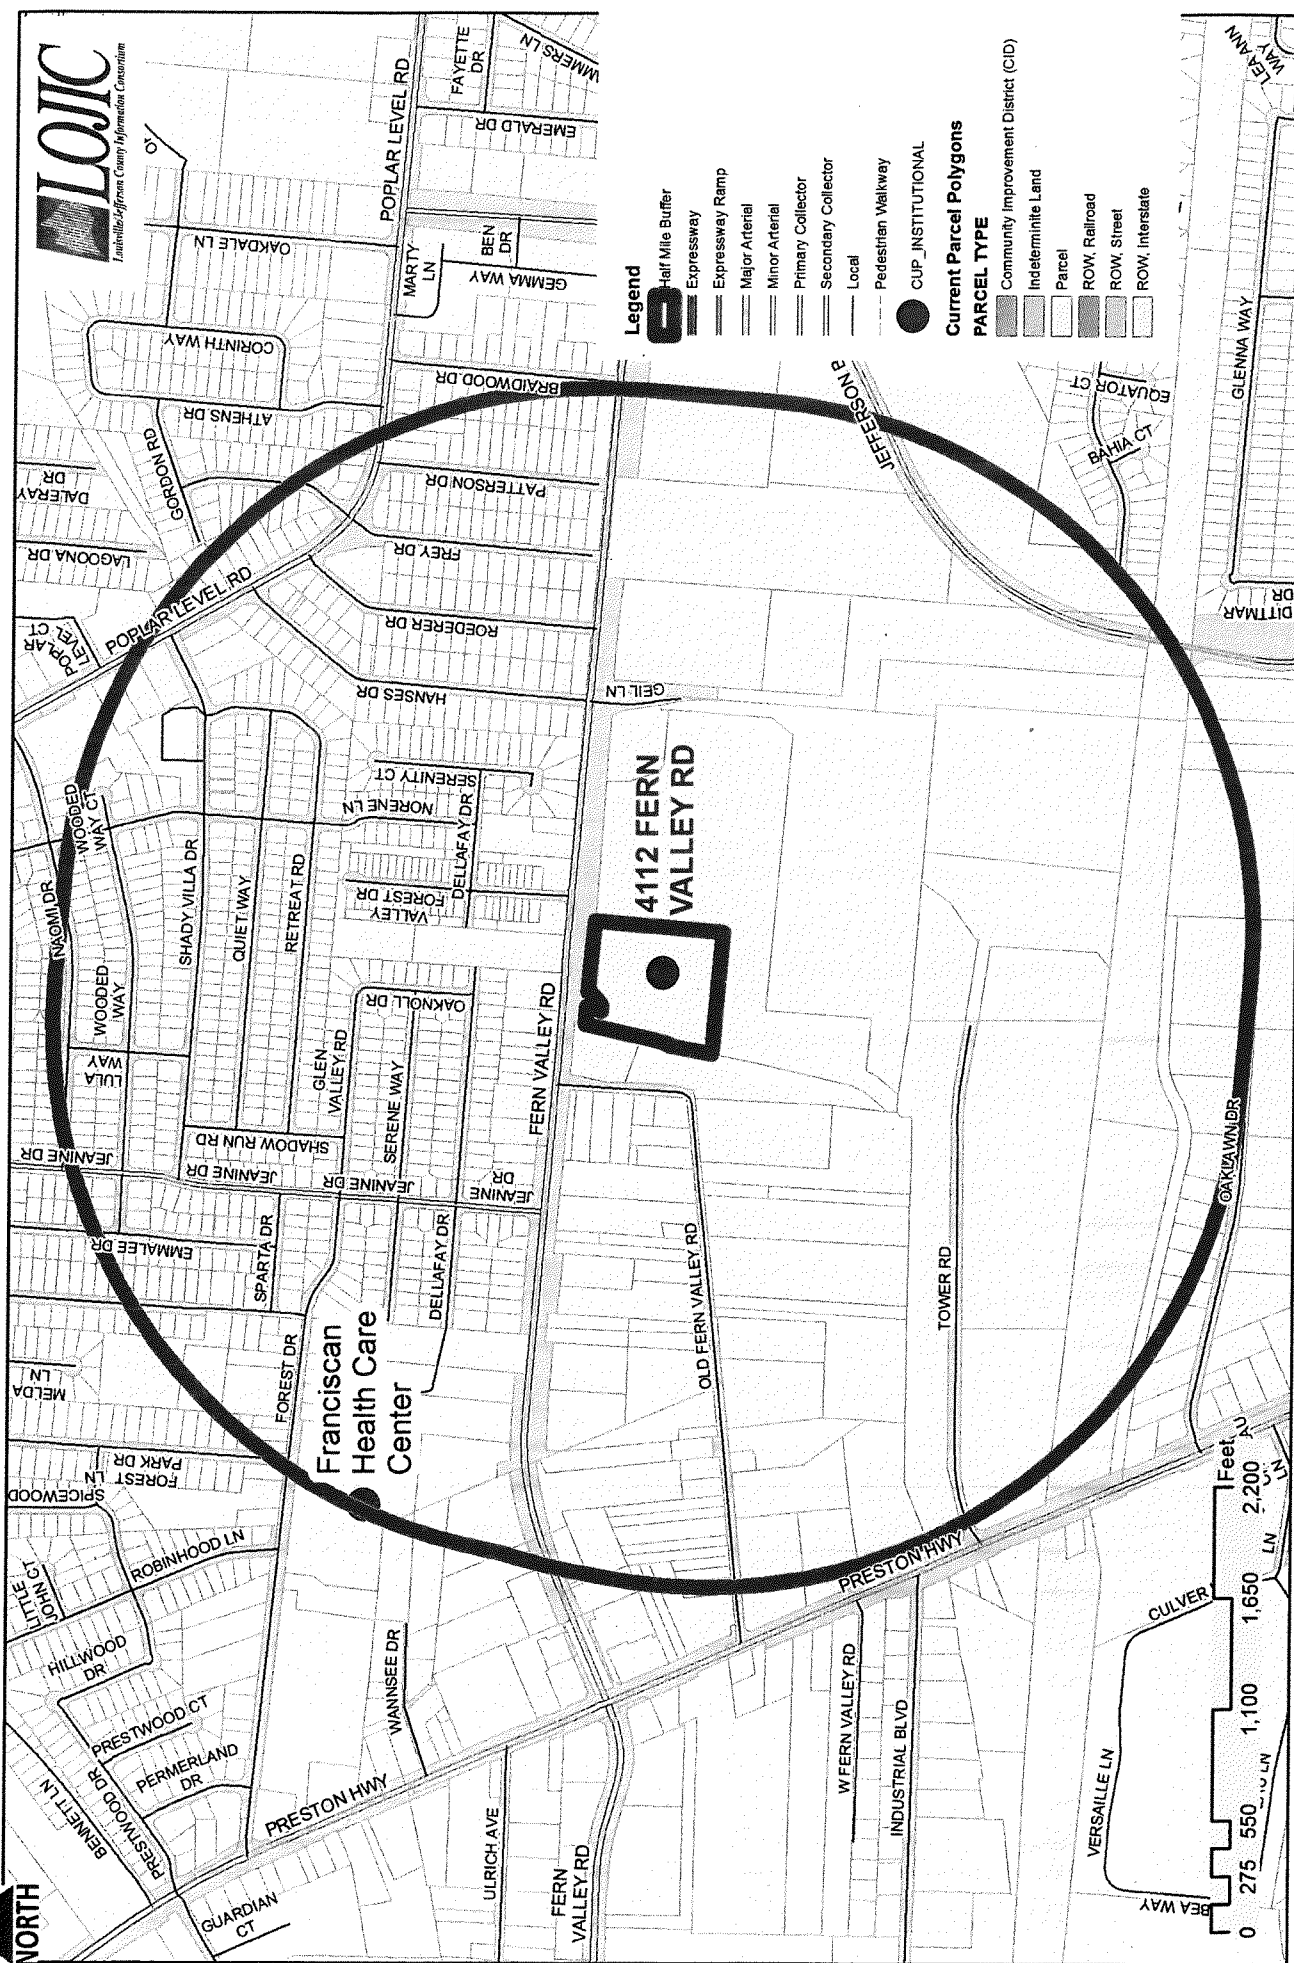 NORTH
LOJIC
Louisville/Jefferson County Information Consortium
Legend
Half Mile Buffer
Expressway
Expressway Ramp
Major Arterial
Minor Arterial
Primary Collector
Secondary Collector
Local
Pedestrian Walkway
CUP_INSTITUTIONAL
Current Parcel Polygons
PARCEL TYPE
Community Improvement District (CID)
Indeterminite Land
Parcel
ROW, Railroad
ROW, Street
ROW, Interstate
4112 FERN
VALLEY RD
Franciscan
Health Care
Center
BENNETT LN
PRESTWOOD DR
GUARDIAN
CT
HILLWOOD
DR
PRESTWOOD CT
PERMERLAND
DR
LITTLE
JOHN CT
ROBINHOOD LN
SPICEWOOD
LN
FOREST
PARK DR
MELDA
LN
FOREST DR
SPARTA DR
EMMALEE DR
JEANINE DR
JEANINE DR
JEANINE DR
JEANINE
DR
LULA
WAY
WOODED
WAY
NAOMI DR
WOODED
WAY CT
SHADY VILLA DR
QUIET WAY
RETREAT RD
SHADOW RUN RD
GLEN
VALLEY RD
SERENE WAY
OAKNOLL DR
DELLAFAY DR
DELLAFAY DR
VALLEY
FOREST DR
NORENE LN
SERENITY CT
POPLAR
LEVEL CT
POPLAR LEVEL RD
POPLAR LEVEL RD
LAGOONA DR
DALERAY
DR
GORDON RD
ATHENS DR
CORINTH WAY
OAKDALE LN
HANSES DR
ROEDERER DR
FREY DR
PATTERSON DR
BRAIDWOOD DR
MARTY
LN
GEMMA WAY
BEN
DR
EMERALD DR
FAYETTE
DR
GEIL LN
PRESTON HWY
PRESTON HWY
WANNSEE DR
ULRICH AVE
FERN
VALLEY RD
FERN VALLEY RD
OLD FERN VALLEY RD
W FERN VALLEY RD
INDUSTRIAL BLVD
TOWER RD
OAKLAWN DR
VERSAILLE LN
BEA WAY
CULVER
LN
JEFFERSON B
EQUATOR CT
BAHIA CT
GLENNA WAY
DITTMAR
DR
LEA ANN
WAY
0 275 550 1,100 1,650 2,200
Feet